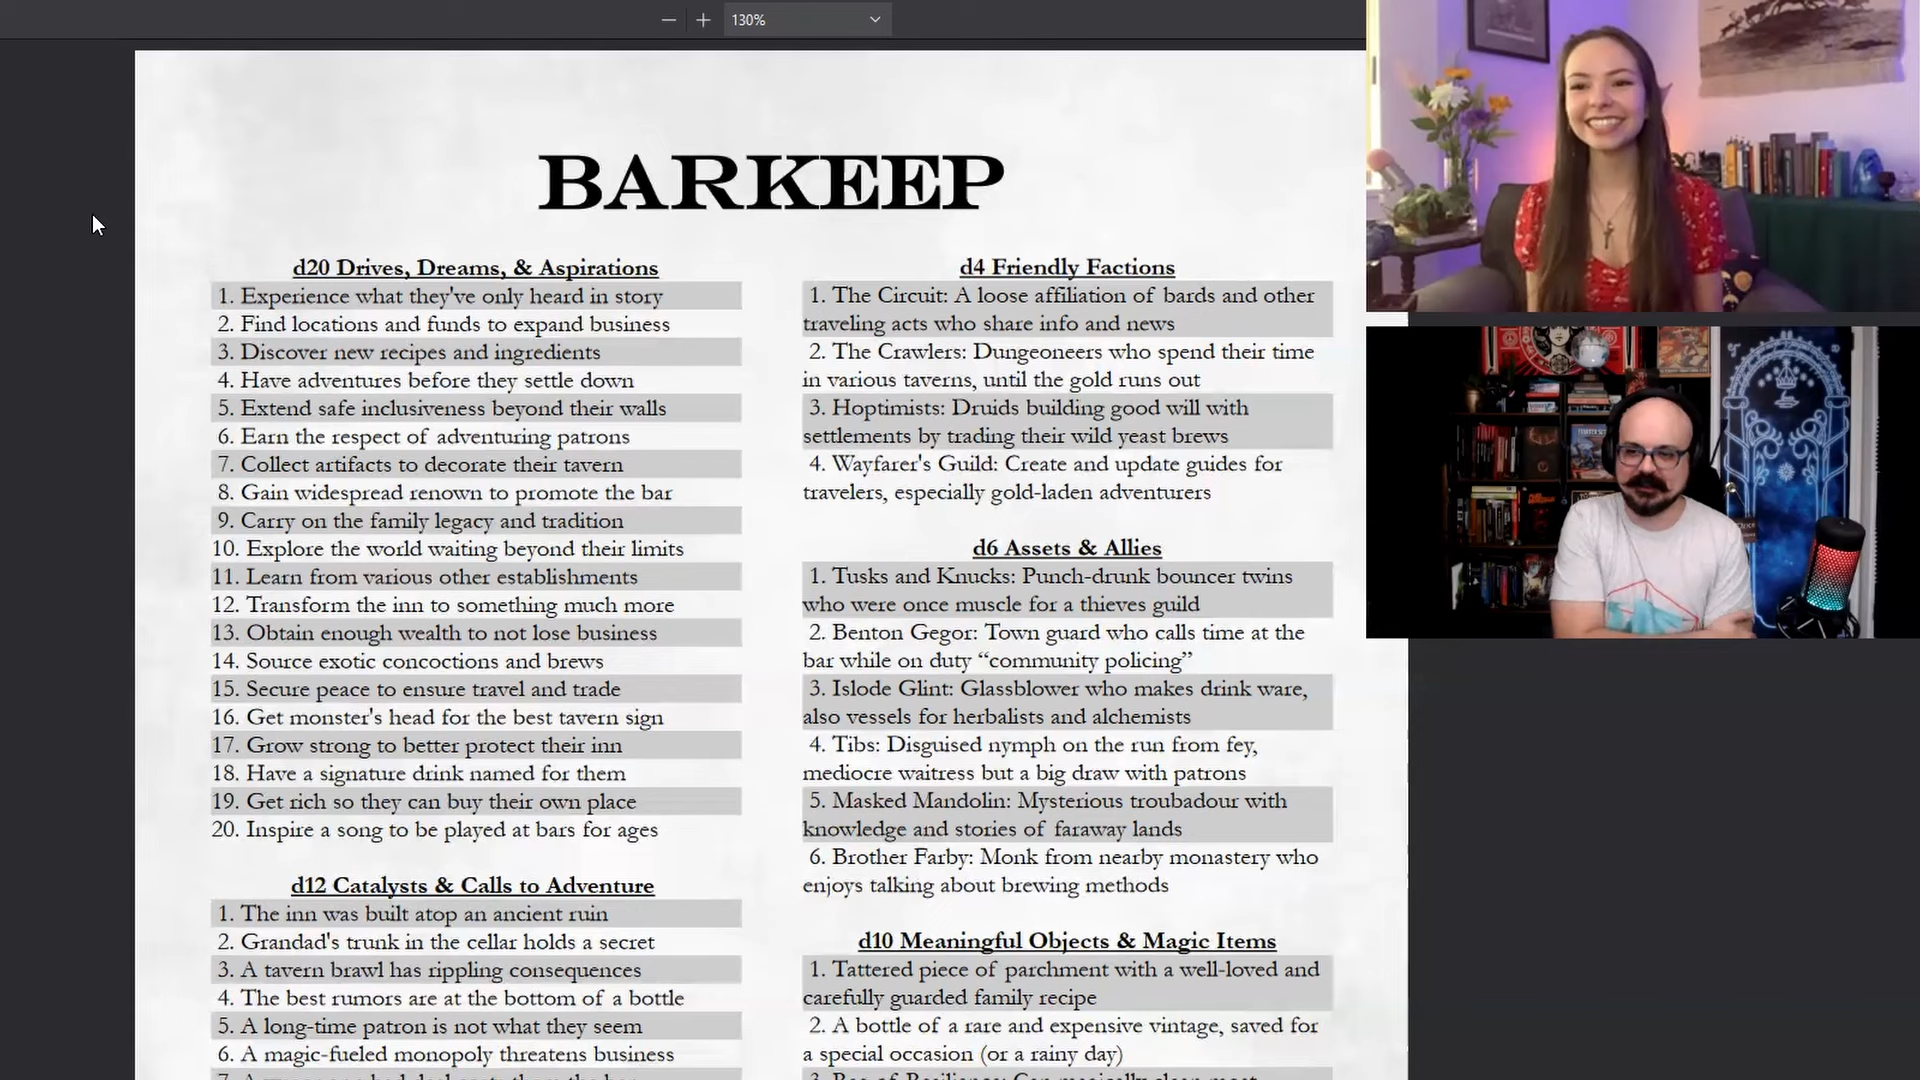 130%
BARKEEP
d20 Drives, Dreams, & Aspirations
1. Experience what they've only heard in story
2. Find locations and funds to expand business
3. Discover new recipes and ingredients
4. Have adventures before they settle down
5. Extend safe inclusiveness beyond their walls
6. Earn the respect of adventuring patrons
7. Collect artifacts to decorate their tavern
8. Gain widespread renown to promote the bar
9. Carry on the family legacy and tradition
10. Explore the world waiting beyond their limits
11. Learn from various other establishments
12. Transform the inn to something much more
13. Obtain enough wealth to not lose business
14. Source exotic concoctions and brews
15. Secure peace to ensure travel and trade
16. Get monster's head for the best tavern sign
17. Grow strong to better protect their inn
18. Have a signature drink named for them
19. Get rich so they can buy their own place
20. Inspire a song to be played at bars for ages
d12 Catalysts & Calls to Adventure
1. The inn was built atop an ancient ruin
2. Grandad's trunk in the cellar holds a secret
3. A tavern brawl has rippling consequences
4. The best rumors are at the bottom of a bottle
5. A long-time patron is not what they seem
6. A magic-fueled monopoly threatens business
d4 Friendly Factions
1. The Circuit: A loose affiliation of bards and other
traveling acts who share info and news
2. The Crawlers: Dungeoneers who spend their time
in various taverns, until the gold runs out
3. Hoptimists: Druids building good will with
settlements by trading their wild yeast brews
4. Wayfarer's Guild: Create and update guides for
travelers, especially gold-laden adventurers
d6 Assets & Allies
1. Tusks and Knucks: Punch-drunk bouncer twins
who were once muscle for a thieves guild
2. Benton Gegor: Town guard who calls time at the
bar while on duty “community policing”
3. Islode Glint: Glassblower who makes drink ware,
also vessels for herbalists and alchemists
4. Tibs: Disguised nymph on the run from fey,
mediocre waitress but a big draw with patrons
5. Masked Mandolin: Mysterious troubadour with
knowledge and stories of faraway lands
6. Brother Farby: Monk from nearby monastery who
enjoys talking about brewing methods
d10 Meaningful Objects & Magic Items
1. Tattered piece of parchment with a well-loved and
carefully guarded family recipe
2. A bottle of a rare and expensive vintage, saved for
a special occasion (or a rainy day)